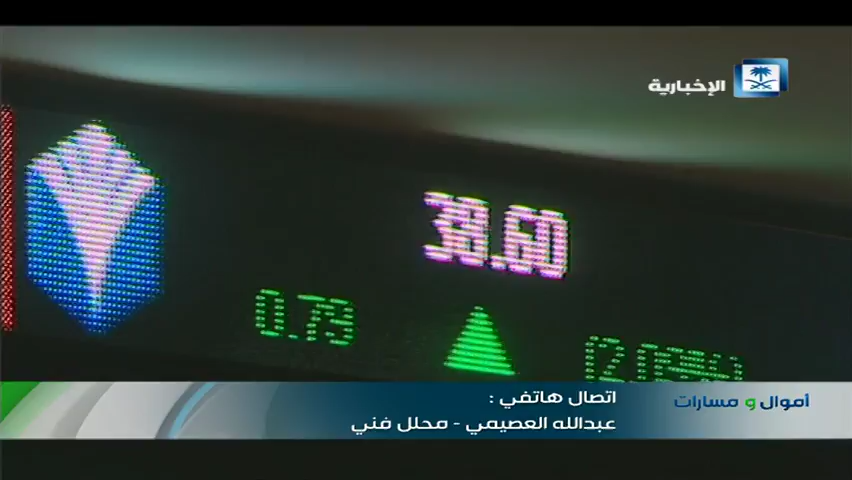 الإخبارية
38.60
0.79
اتصال هاتفي :
عبدالله العصيمي - محلل فني
أموال و مسارات